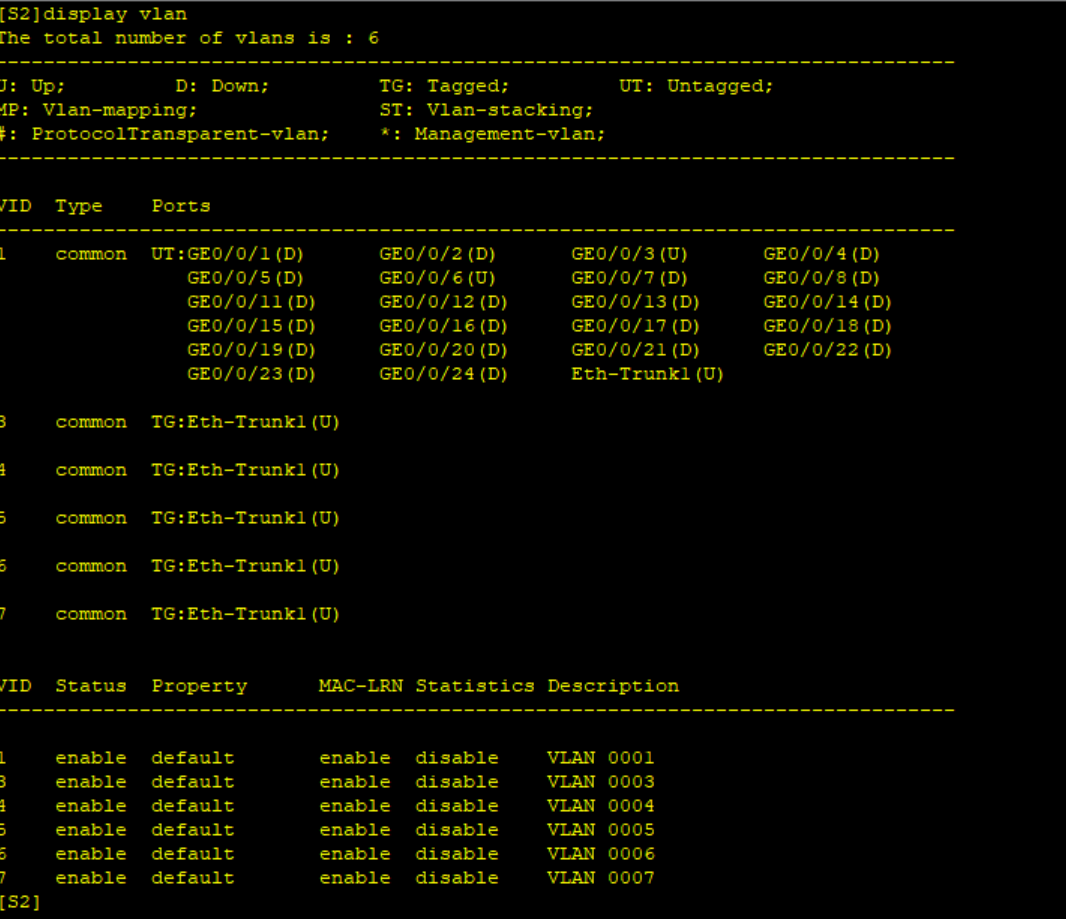 [S2]display vlan
The total number of vlans is : 6
--------------------------------------------------------------------------------
U: Up;         D: Down;         TG: Tagged;         UT: Untagged;
MP: Vlan-mapping;               ST: Vlan-stacking;
#: ProtocolTransparent-vlan;    *: Management-vlan;
--------------------------------------------------------------------------------
VID  Type    Ports
--------------------------------------------------------------------------------
1    common  UT:GE0/0/1(D)      GE0/0/2(D)      GE0/0/3(U)      GE0/0/4(D)
                GE0/0/5(D)      GE0/0/6(U)      GE0/0/7(D)      GE0/0/8(D)
                GE0/0/11(D)     GE0/0/12(D)     GE0/0/13(D)     GE0/0/14(D)
                GE0/0/15(D)     GE0/0/16(D)     GE0/0/17(D)     GE0/0/18(D)
                GE0/0/19(D)     GE0/0/20(D)     GE0/0/21(D)     GE0/0/22(D)
                GE0/0/23(D)     GE0/0/24(D)     Eth-Trunk1(U)
3    common  TG:Eth-Trunk1(U)
4    common  TG:Eth-Trunk1(U)
5    common  TG:Eth-Trunk1(U)
6    common  TG:Eth-Trunk1(U)
7    common  TG:Eth-Trunk1(U)
VID  Status  Property      MAC-LRN Statistics Description
--------------------------------------------------------------------------------
1    enable  default       enable  disable    VLAN 0001
3    enable  default       enable  disable    VLAN 0003
4    enable  default       enable  disable    VLAN 0004
5    enable  default       enable  disable    VLAN 0005
6    enable  default       enable  disable    VLAN 0006
7    enable  default       enable  disable    VLAN 0007
[S2]